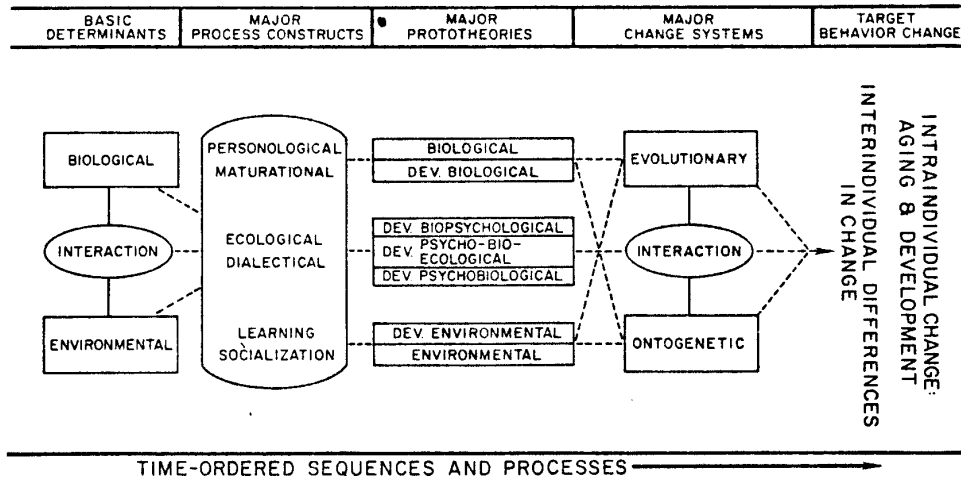 BASIC
DETERMINANTS
MAJOR
PROCESS CONSTRUCTS
MAJOR
PROTOTHEORIES
MAJOR
CHANGE SYSTEMS
TARGET
BEHAVIOR CHANGE
BIOLOGICAL
INTERACTION
ENVIRONMENTAL
PERSONOLOGICAL
MATURATIONAL
ECOLOGICAL
DIALECTICAL
LEARNING
SOCIALIZATION
BIOLOGICAL
DEV. BIOLOGICAL
DEV. BIOPSYCHOLOGICAL
DEV. PSYCHO-BIO-
ECOLOGICAL
DEV. PSYCHOBIOLOGICAL
DEV. ENVIRONMENTAL
ENVIRONMENTAL
EVOLUTIONARY
INTERACTION
ONTOGENETIC
INTRAINDIVIDUAL CHANGE:
AGING & DEVELOPMENT
INTERINDIVIDUAL DIFFERENCES
IN CHANGE
TIME-ORDERED SEQUENCES AND PROCESSES